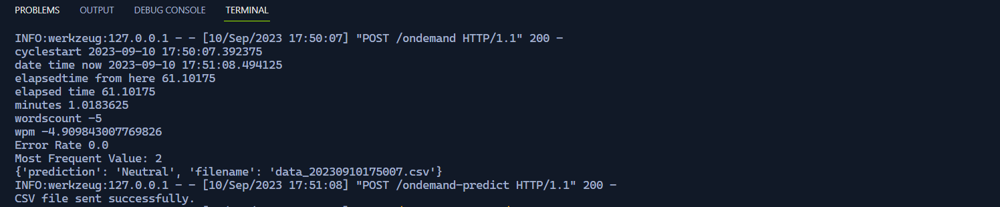 PROBLEMS OUTPUT DEBUG CONSOLE TERMINAL
INFO:werkzeug:127.0.0.1 - - [10/Sep/2023 17:50:07] "POST /ondemand HTTP/1.1" 200 -
cyclestart 2023-09-10 17:50:07.392375
date time now 2023-09-10 17:51:08.494125
elapsedtime from here 61.10175
elapsed time 61.10175
minutes 1.0183625
wordscount -5
wpm -4.909843007769826
Error Rate 0.0
Most Frequent Value: 2
{'prediction': 'Neutral', 'filename': 'data_20230910175007.csv'}
INFO:werkzeug:127.0.0.1 - - [10/Sep/2023 17:51:08] "POST /ondemand-predict HTTP/1.1" 200 -
CSV file sent successfully.